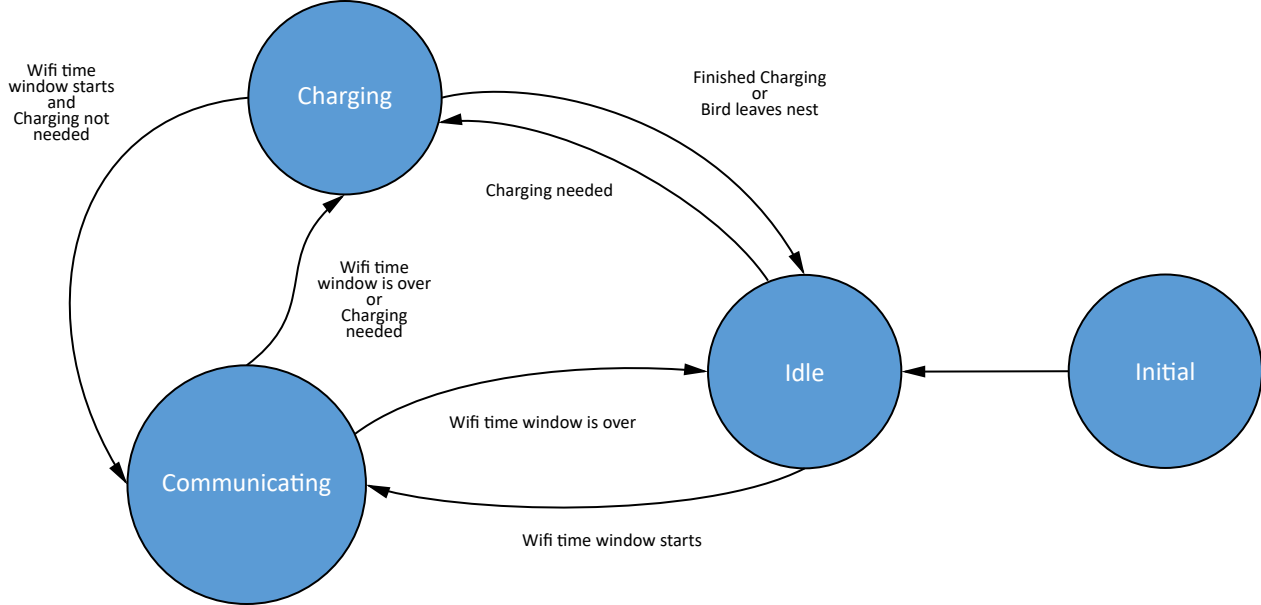 Wifi time
window starts
and
Charging not
needed
Charging
Finished Charging
or
Bird leaves nest
Charging needed
Wifi time
window is over
or
Charging
needed
Idle
Initial
Wifi time window is over
Communicating
Wifi time window starts